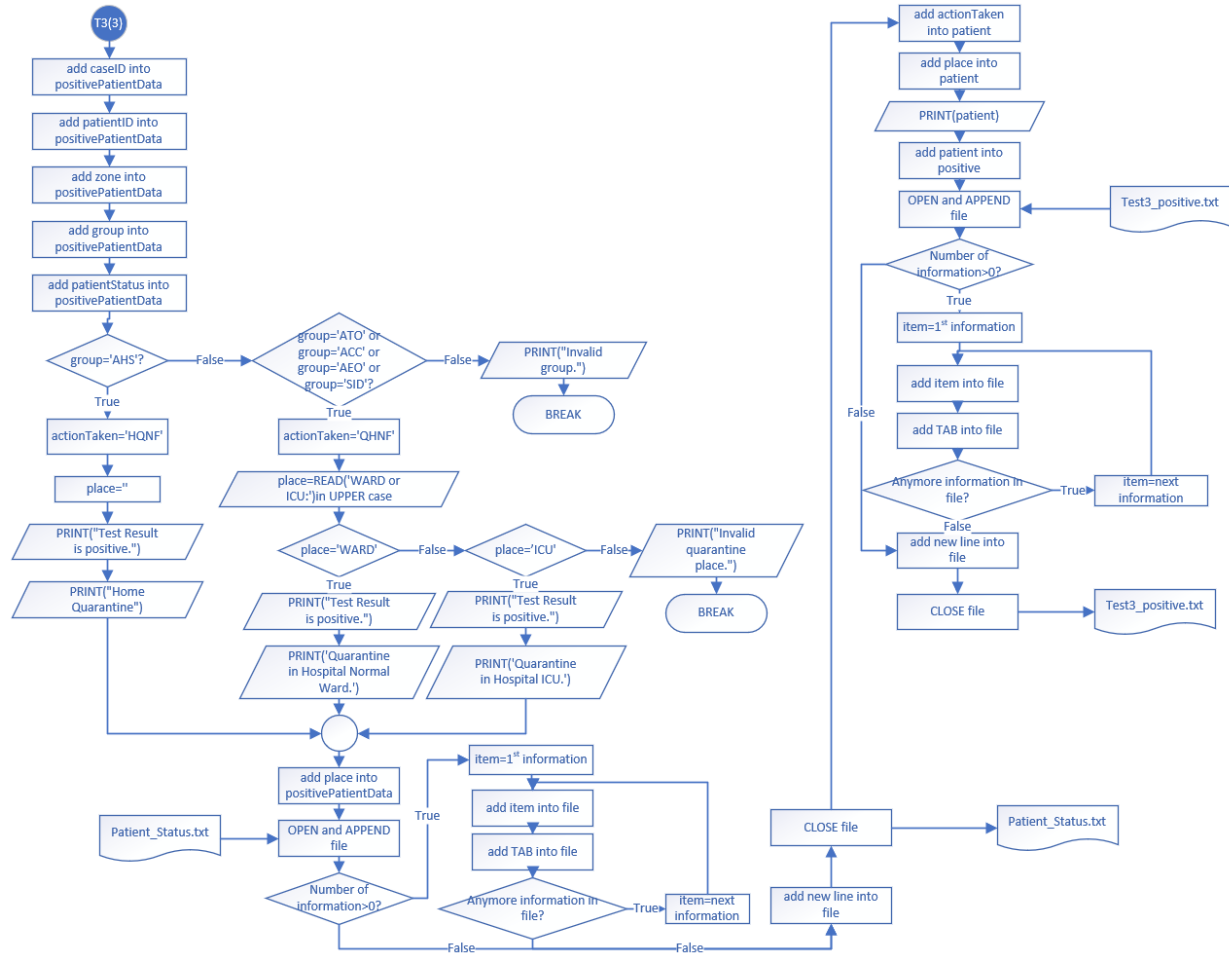 T3(3)
add caseID into
positivePatientData
add patientID into
positivePatientData
add zone into
positivePatientData
add group into
positivePatientData
add patientStatus into
positivePatientData
group='AHS'?
False
True
actionTaken='HQNF'
place=''
PRINT("Test Result
is positive.")
PRINT("Home
Quarantine")
group='ATO' or
group='ACC' or
group='AEO' or
group='SID'?
False
PRINT("Invalid
group.")
BREAK
True
actionTaken='QHNF'
place=READ('WARD or
ICU:')in UPPER case
place='WARD'
False
place='ICU'
False
PRINT("Invalid
quarantine
place.")
BREAK
True
PRINT("Test Result
is positive.")
PRINT('Quarantine
in Hospital Normal
Ward.')
True
PRINT("Test Result
is positive.")
PRINT('Quarantine
in Hospital ICU.')
add place into
positivePatientData
Patient_Status.txt
OPEN and APPEND
file
Number of
information>0?
True
False
item=1st information
add item into file
add TAB into file
Anymore information in
file?
True
item=next
information
False
add new line into
file
CLOSE file
Patient_Status.txt
add actionTaken
into patient
add place into
patient
PRINT(patient)
add patient into
positive
OPEN and APPEND
file
Test3_positive.txt
Number of
information>0?
True
False
item=1st information
add item into file
add TAB into file
Anymore information in
file?
True
item=next
information
False
add new line into
file
CLOSE file
Test3_positive.txt